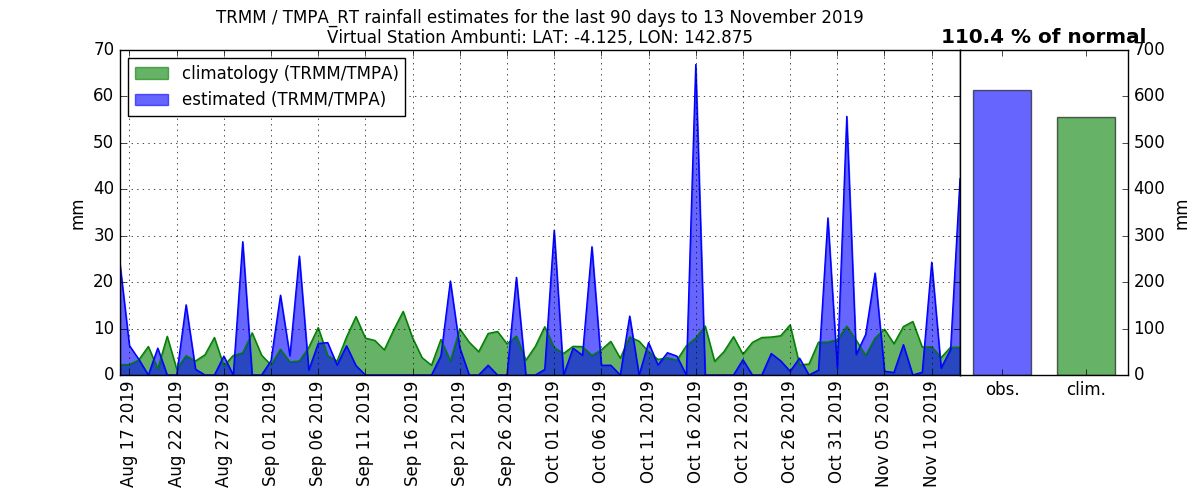 TRMM / TMPA_RT rainfall estimates for the last 90 days to 13 November 2019
Virtual Station Ambunti: LAT: -4.125, LON: 142.875
110.4 % of normal
climatology (TRMM/TMPA)
estimated (TRMM/TMPA)
70
60
50
40
30
20
10
0
mm
Aug 17 2019
Aug 22 2019
Aug 27 2019
Sep 01 2019
Sep 06 2019
Sep 11 2019
Sep 16 2019
Sep 21 2019
Sep 26 2019
Oct 01 2019
Oct 06 2019
Oct 11 2019
Oct 16 2019
Oct 21 2019
Oct 26 2019
Oct 31 2019
Nov 05 2019
Nov 10 2019
obs.
clim.
700
600
500
400
300
200
100
0
mm